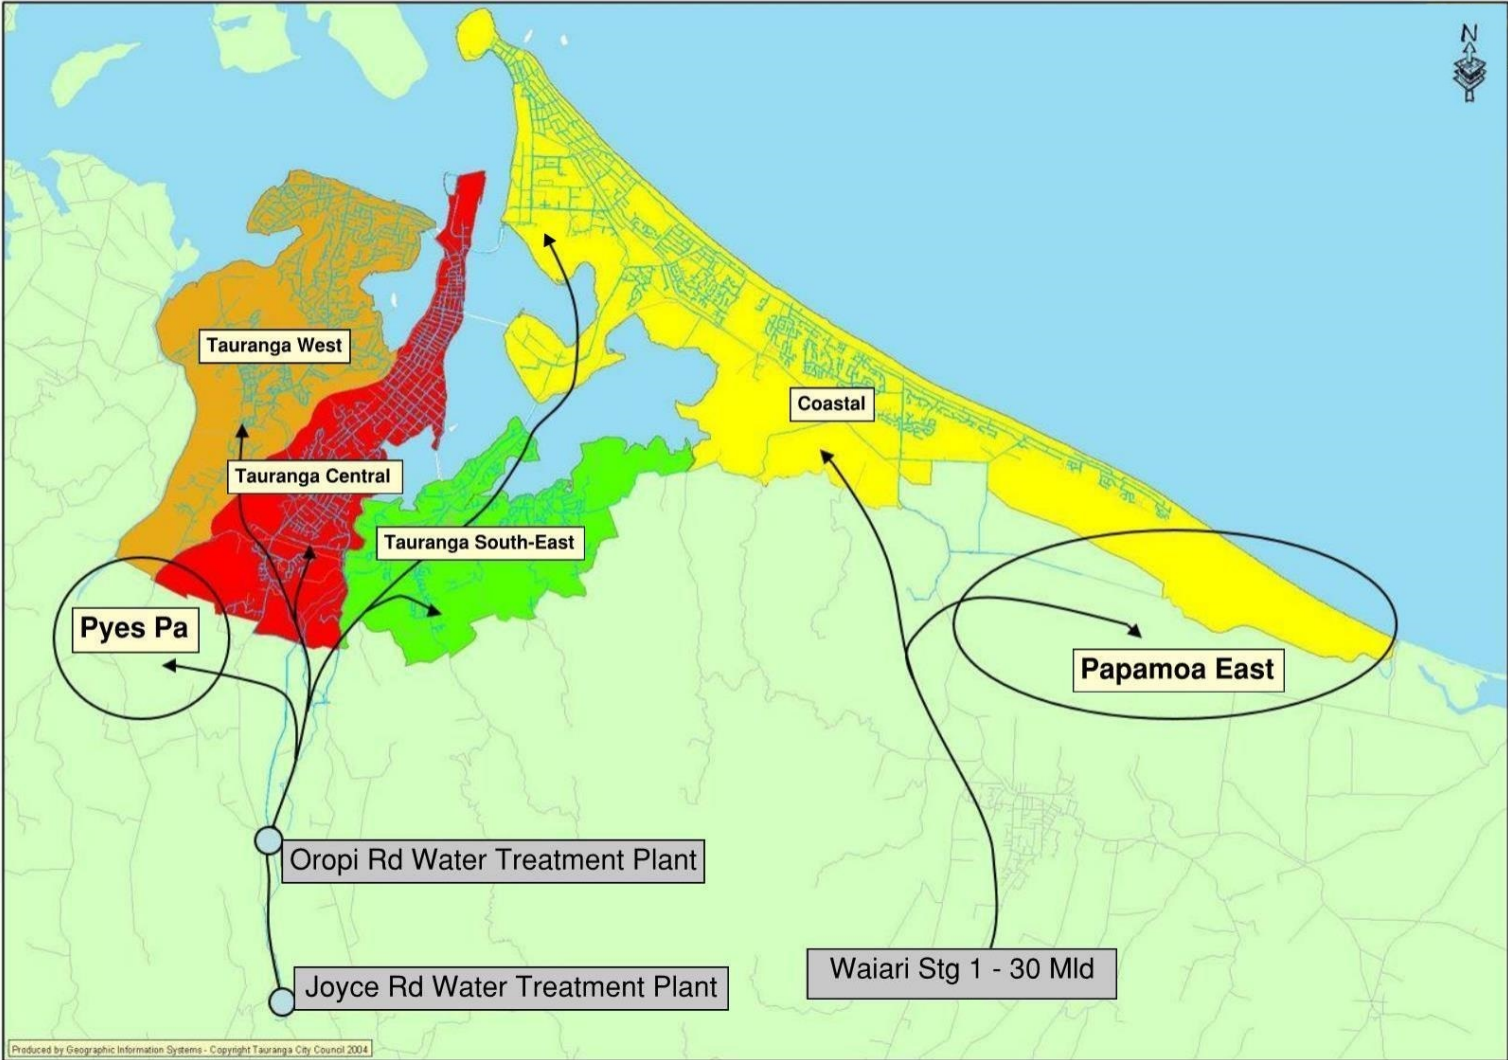 N
Tauranga West
Coastal
Tauranga Central
Tauranga South-East
Pyes Pa
Papamoa East
Oropi Rd Water Treatment Plant
Waiari Stg 1 - 30 Mld
Joyce Rd Water Treatment Plant
Produced by Geographic Information Systems - Copyright Tauranga City Council 2004